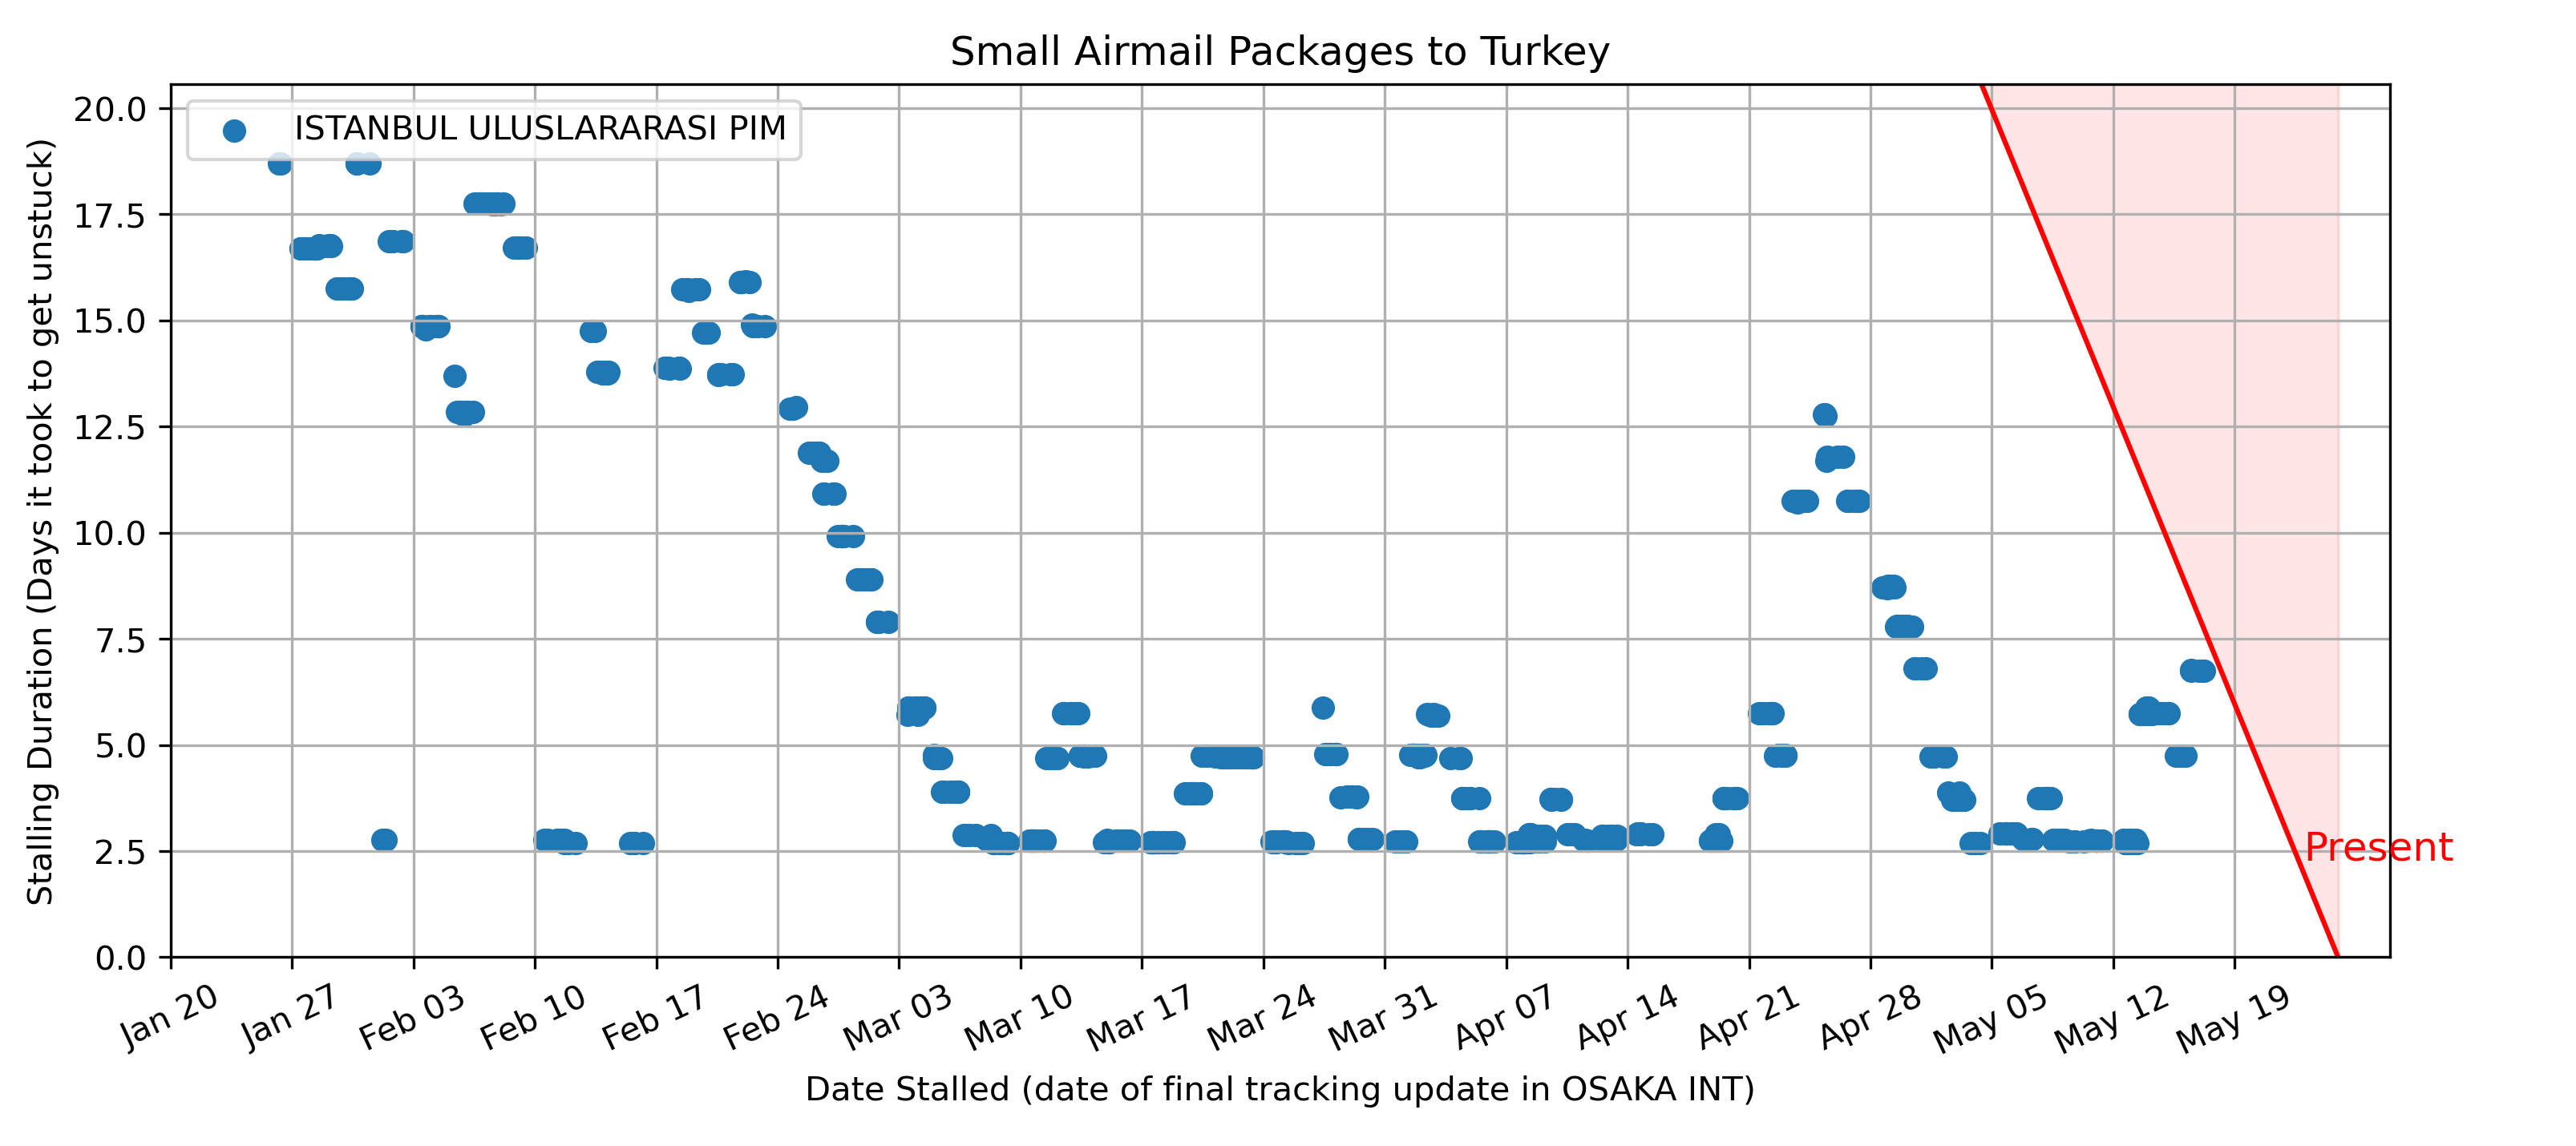 Small Airmail Packages to Turkey
ISTANBUL ULUSLARARASI PIM
Stalling Duration (Days it took to get unstuck)
20.0
17.5
15.0
12.5
10.0
7.5
5.0
2.5
0.0
Present
Jan 20
Jan 27
Feb 03
Feb 10
Feb 17
Feb 24
Mar 03
Mar 10
Mar 17
Mar 24
Mar 31
Apr 07
Apr 14
Apr 21
Apr 28
May 05
May 12
May 19
Date Stalled (date of final tracking update in OSAKA INT)